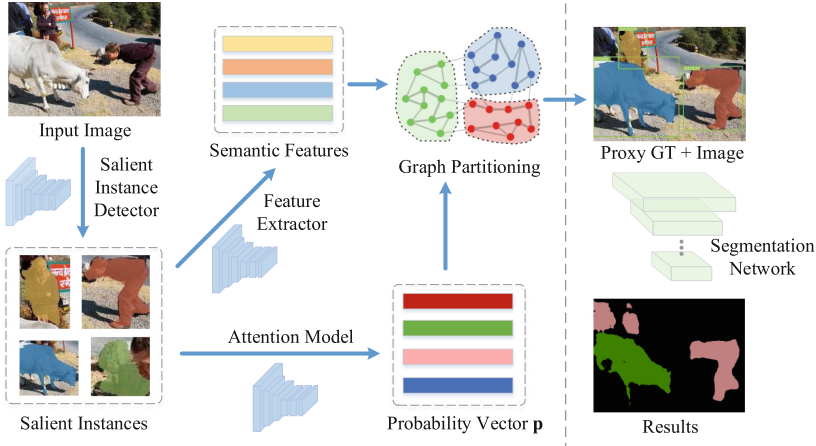 Input Image
Salient
Instance
Detector
Salient Instances
Semantic Features
Feature
Extractor
Attention Model
Graph Partitioning
Probability Vector p
Proxy GT + Image
Segmentation
Network
Results